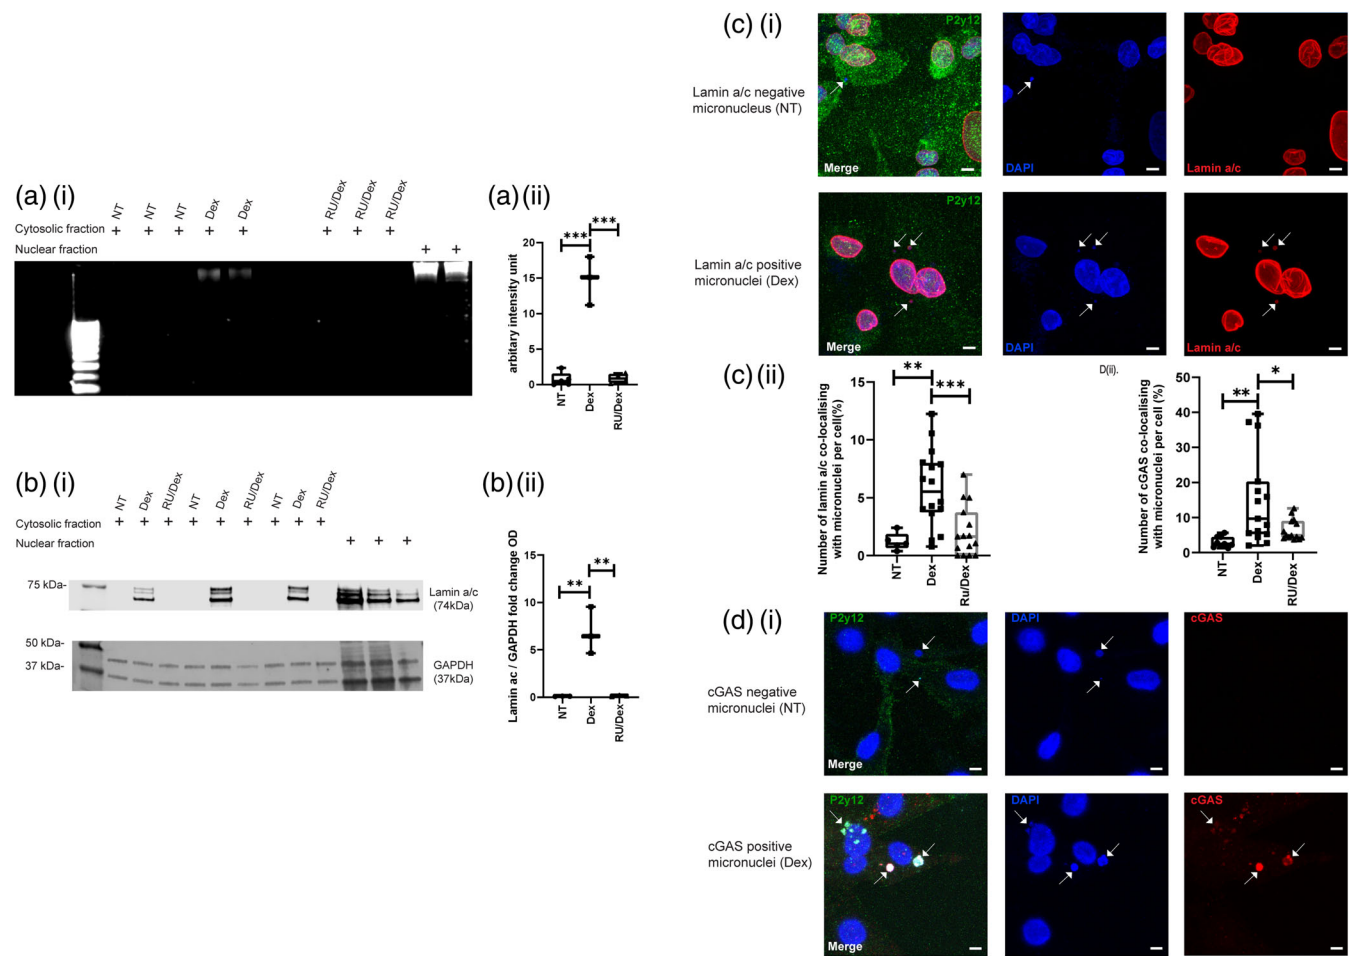 (a) (i)
NT NT NT Dex Dex RU/Dex RU/Dex RU/Dex
Cytosolic fraction + + + + + + + +
Nuclear fraction + +
(a) (ii)
*** ***
arbitary intensity unit
20
15
10
5
0
NT Dex RU/Dex
(b) (i)
NT Dex RU/Dex NT Dex RU/Dex NT Dex RU/Dex
Cytosolic fraction + + + + + + + + +
Nuclear fraction + + +
75 kDa-
Lamin a/c
(74kDa)
50 kDa-
37 kDa-
GAPDH
(37kDa)
(b) (ii)
** **
Lamin ac / GAPDH fold change OD
15
10
5
0
NT Dex RU/Dex
(c) (i)
Lamin a/c negative
micronucleus (NT)
P2y12
Merge
DAPI
Lamin a/c
Lamin a/c positive
micronuclei (Dex)
P2y12
Merge
DAPI
Lamin a/c
(c) (ii)
** ***
Number of lamin a/c co-localising
with micronuclei per cell(%)
15
10
5
0
NT Dex Ru/Dex
D(ii).
** *
Number of cGAS co-localising
with micronuclei per cell (%)
50
40
30
20
10
0
NT Dex RU/Dex
(d) (i)
cGAS negative
micronuclei (NT)
P2y12
Merge
DAPI
cGAS
cGAS positive
micronuclei (Dex)
P2y12
Merge
DAPI
cGAS